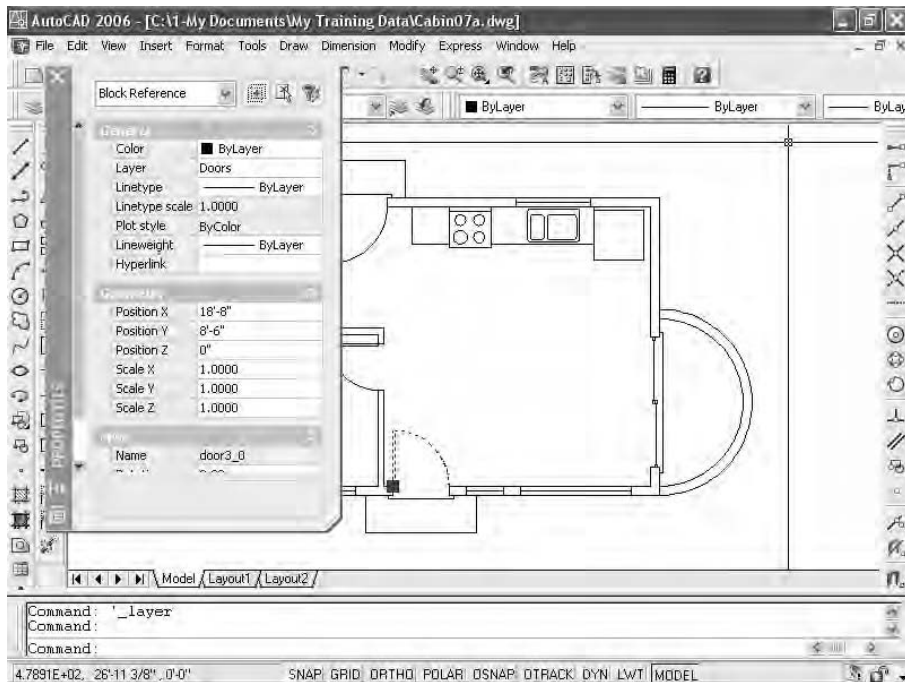 AutoCAD 2006 - [C:\1-My Documents\My Training Data\Cabin07a.dwg]
File Edit View Insert Format Tools Draw Dimension Modify Express Window Help
Block Reference
ByLayer ByLayer ByLay
General
Color ByLayer
Layer Doors
Linetype ByLayer
Linetype scale 1.0000
Plot style ByColor
Lineweight ByLayer
Hyperlink
Geometry
Position X 18'-8"
Position Y 8'-6"
Position Z 0"
Scale X 1.0000
Scale Y 1.0000
Scale Z 1.0000
Name door3_0
PROPERTIES
Model Layout1 Layout2
Command: '_layer
Command:
Command:
4.7891E+02, 26'-11 3/8" , 0'-0" SNAP GRID ORTHO POLAR OSNAP OTRACK DYN LWT MODEL